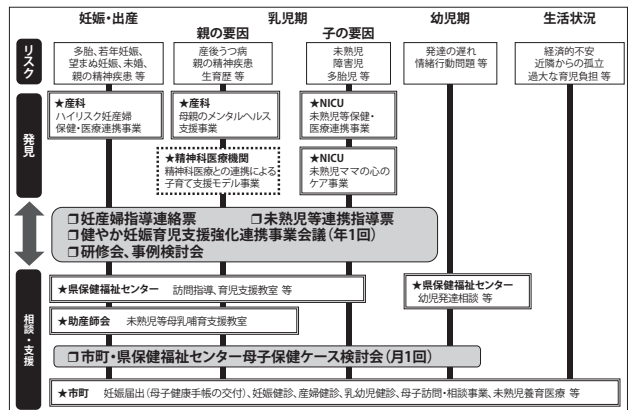 妊娠・出産
乳児期
幼児期
生活状況
親の要因
子の要因
リスク
多胎、若年妊娠、
望まぬ妊娠、未婚、
親の精神疾患 等
産後うつ病
親の精神疾患
生育歴 等
未熟児
障害児
多胎児 等
発達の遅れ
情緒行動問題 等
経済的不安
近隣からの孤立
過大な育児負担 等
発見
★産科
ハイリスク妊産婦
保健・医療連携事業
★産科
母親のメンタルヘルス
支援事業
★NICU
未熟児等保健・
医療連携事業
★精神科医療機関
精神科医療との連携による
子育て支援モデル事業
★NICU
未熟児ママの心の
ケア事業
❒妊産婦指導連絡票 ❒未熟児等連携指導票
❒健やか妊娠育児支援強化連携事業会議(年1回)
❒研修会、事例検討会
相談・支援
★県保健福祉センター 訪問指導、育児支援教室 等
★県保健福祉センター
幼児発達相談 等
★助産師会 未熟児等母乳哺育支援教室
❒市町・県保健福祉センター母子保健ケース検討会(月1回)
★市町 妊娠届出(母子健康手帳の交付)、妊婦健診、産婦健診、乳幼児健診、母子訪問・相談事業、未熟児養育医療 等